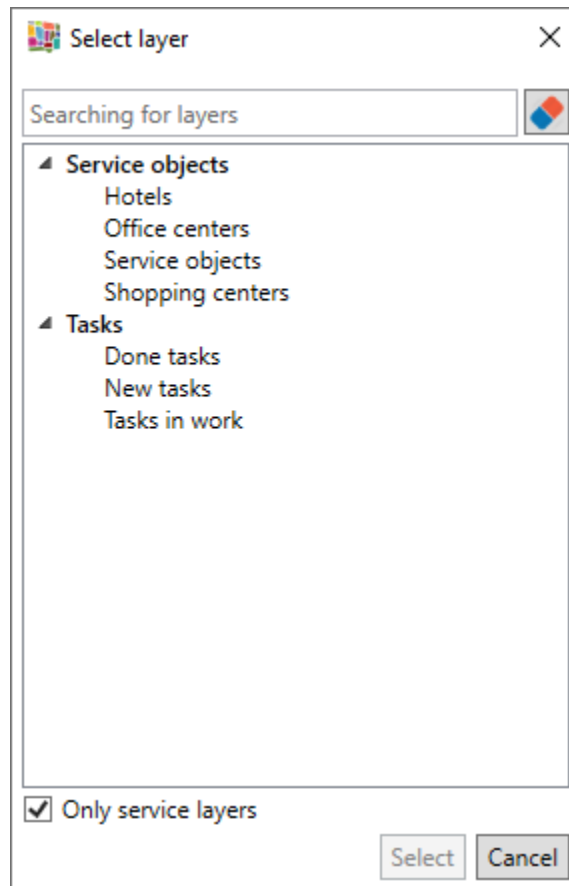 Select layer
Searching for layers
Service objects
Hotels
Office centers
Service objects
Shopping centers
Tasks
Done tasks
New tasks
Tasks in work
Only service layers
Select Cancel